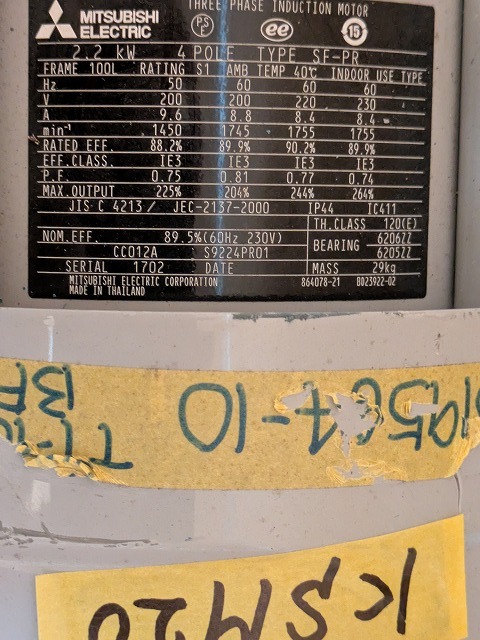 THREE PHASE INDUCTION MOTOR
MITSUBISHI ELECTRIC
PS E
ee
15
2.2 kW 4 POLE TYPE SF-PR
FRAME 100L RATING S1 AMB TEMP 40℃ INDOOR USE TYPE
Hz 50 60 60 60
V 200 200 220 230
A 9.6 8.8 8.4 8.4
min⁻¹ 1450 1745 1755 1755
RATED EFF. 88.2% 89.9% 90.2% 89.9%
EFF.CLASS. IE3 IE3 IE3 IE3
P.F. 0.75 0.81 0.77 0.74
MAX.OUTPUT 225% 204% 244% 264%
JIS C 4213 / JEC-2137-2000 IP44 IC411
TH.CLASS 120(E)
NOM.EFF. 89.5%(60Hz 230V)
BEARING 6206ZZ
6205ZZ
CC012A S9224PR01
SERIAL 1702 DATE
MASS 29kg
MITSUBISHI ELECTRIC CORPORATION 864078-21 BD23922-02
MADE IN THAILAND
-10
KSM20